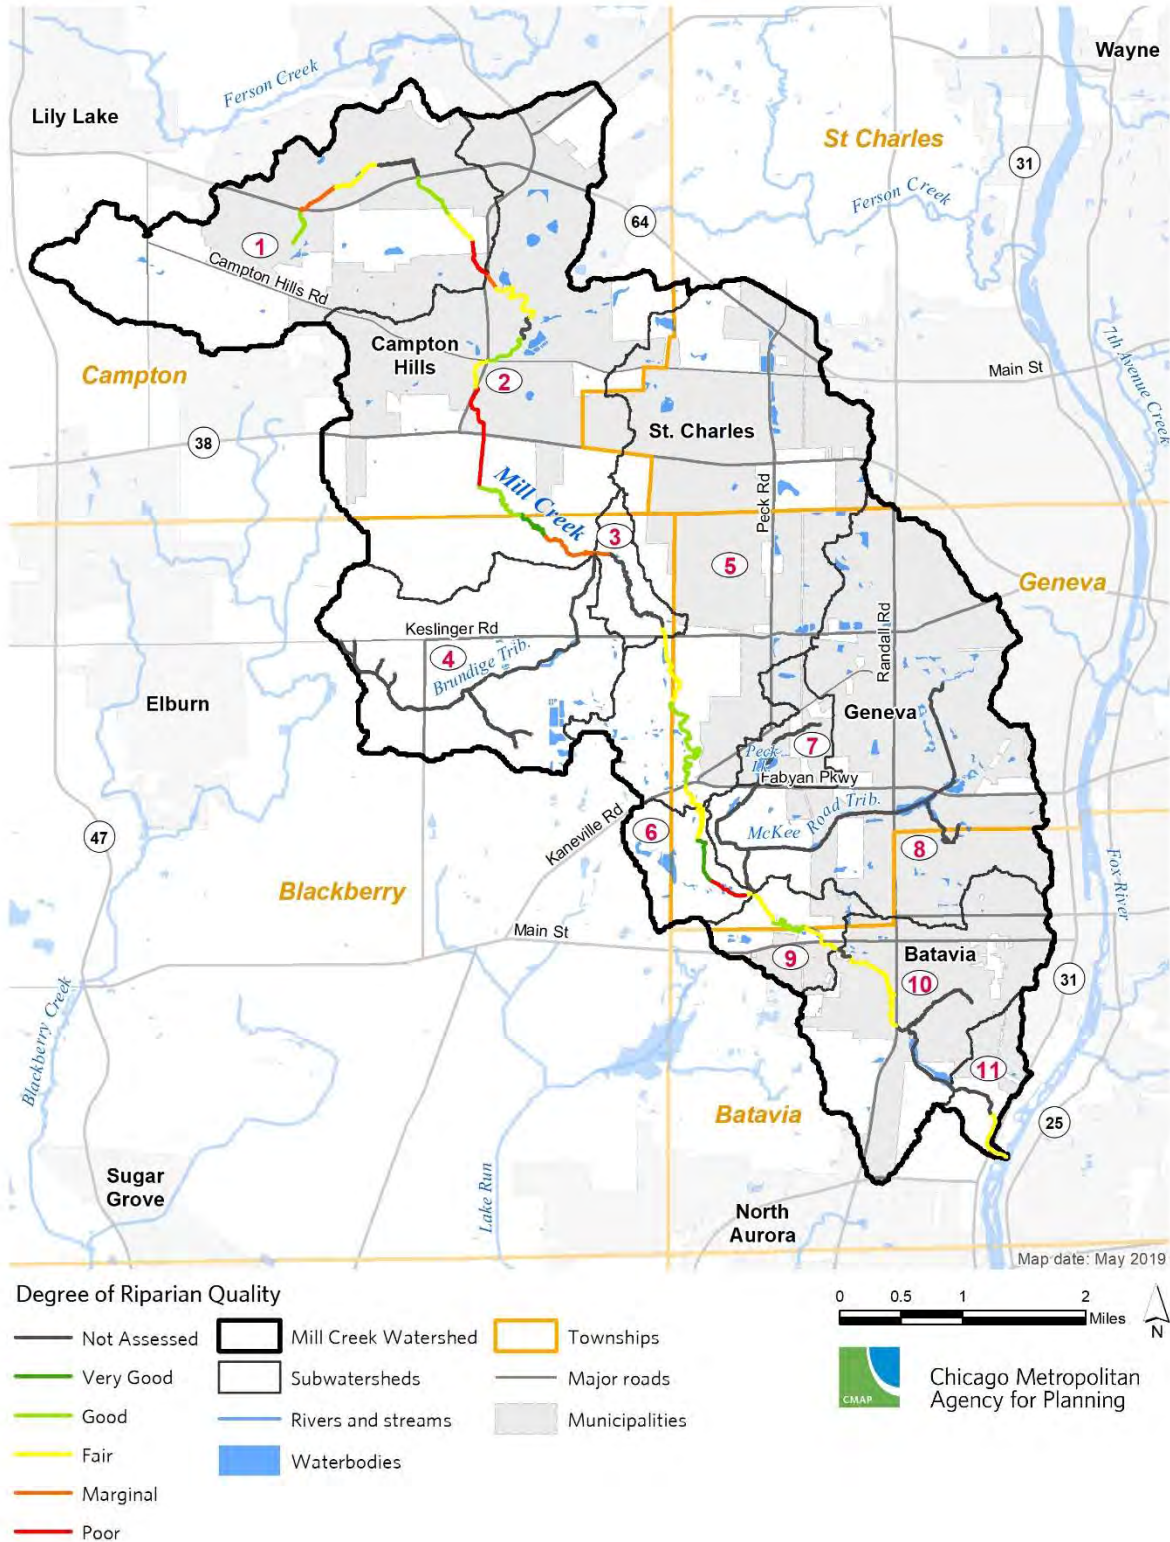 Wayne
Ferson Creek
Lily Lake
St Charles
31
Ferson Creek
64
1
Campton Hills Rd
7th Avenue Creek
Campton
Hills
Campton
Main St
2
38
St. Charles
Mill Creek
Peck Rd
3
5
Geneva
Keslinger Rd
Randall Rd
4
Brundige Trib.
Elburn
Geneva
7
Peck
Lk.
Fabyan Pkwy
McKee Road Trib.
Kaneville Rd
6
47
8
Blackberry
Fox River
Main St
9
Batavia
10
31
Blackberry Creek
11
Batavia
25
Sugar
Grove
Lake Run
North
Aurora
Map date: May 2019
Degree of Riparian Quality
Not Assessed
Very Good
Good
Fair
Marginal
Poor
Mill Creek Watershed
Subwatersheds
Rivers and streams
Waterbodies
Townships
Major roads
Municipalities
0 0.5 1 2
Miles
N
CMAP
Chicago Metropolitan
Agency for Planning